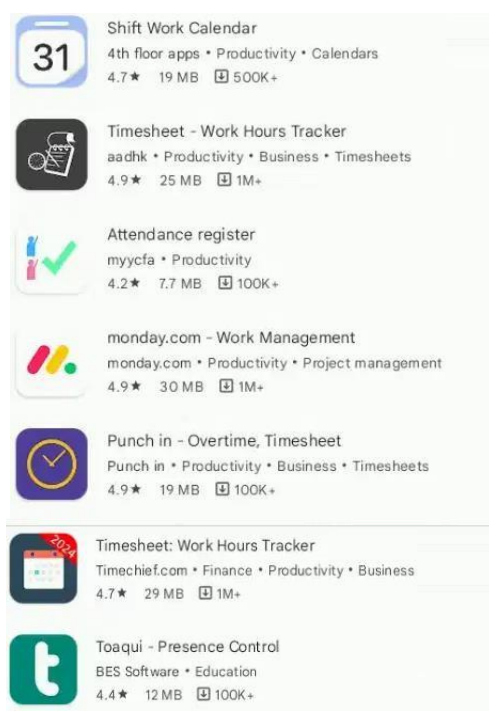 31
Shift Work Calendar
4th floor apps • Productivity • Calendars
4.7★ 19 MB 500K+
Timesheet - Work Hours Tracker
aadhk • Productivity • Business • Timesheets
4.9★ 25 MB 1M+
Attendance register
myycfa • Productivity
4.2★ 7.7 MB 100K+
monday.com - Work Management
monday.com • Productivity • Project management
4.9★ 30 MB 1M+
Punch in - Overtime, Timesheet
Punch in • Productivity • Business • Timesheets
4.9★ 19 MB 100K+
2024
Timesheet: Work Hours Tracker
Timechief.com • Finance • Productivity • Business
4.7★ 29 MB 1M+
t
Toaqui - Presence Control
BES Software • Education
4.4★ 12 MB 100K+